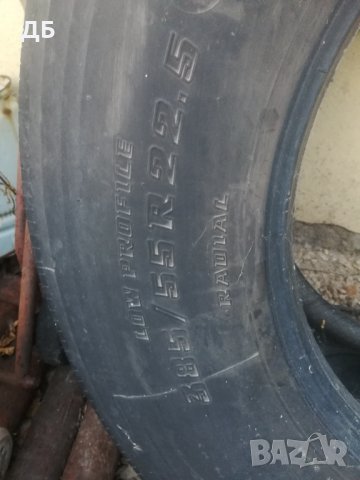 ДБ
LOW PROFILE
385/55R22.5
RADIAL
BAZAR